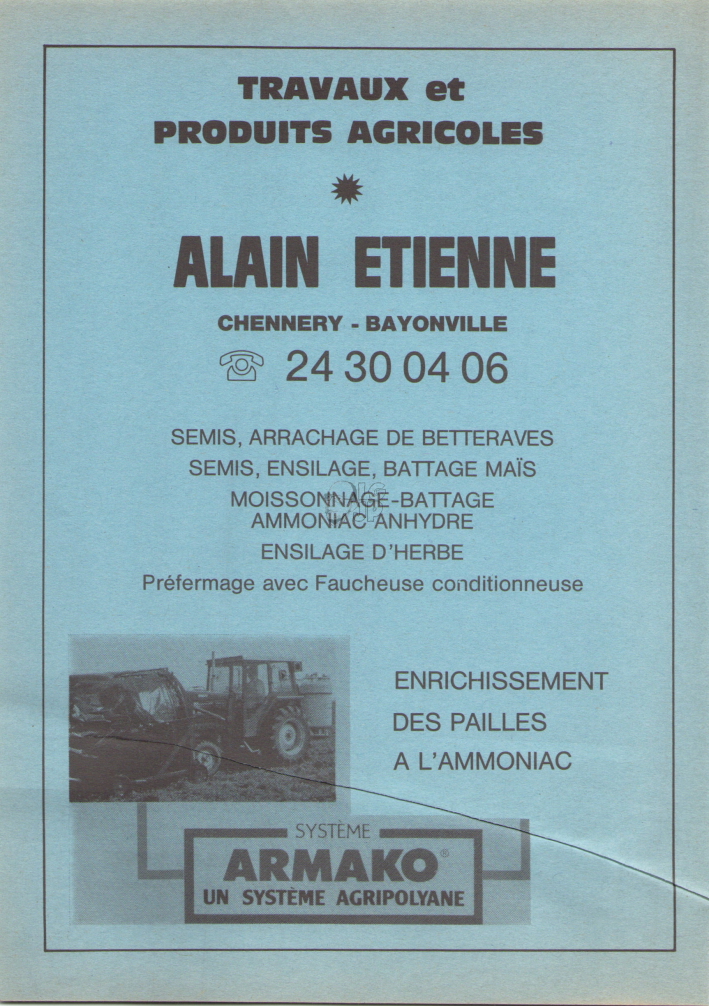 TRAVAUX et
PRODUITS AGRICOLES
ALAIN ETIENNE
CHENNERY - BAYONVILLE
24 30 04 06
SEMIS, ARRACHAGE DE BETTERAVES
SEMIS, ENSILAGE, BATTAGE MAÏS
MOISSONNAGE-BATTAGE
AMMONIAC ANHYDRE
ENSILAGE D'HERBE
Préfermage avec Faucheuse conditionneuse
ENRICHISSEMENT
DES PAILLES
A L'AMMONIAC
SYSTÈME
ARMAKO®
UN SYSTÈME AGRIPOLYANE